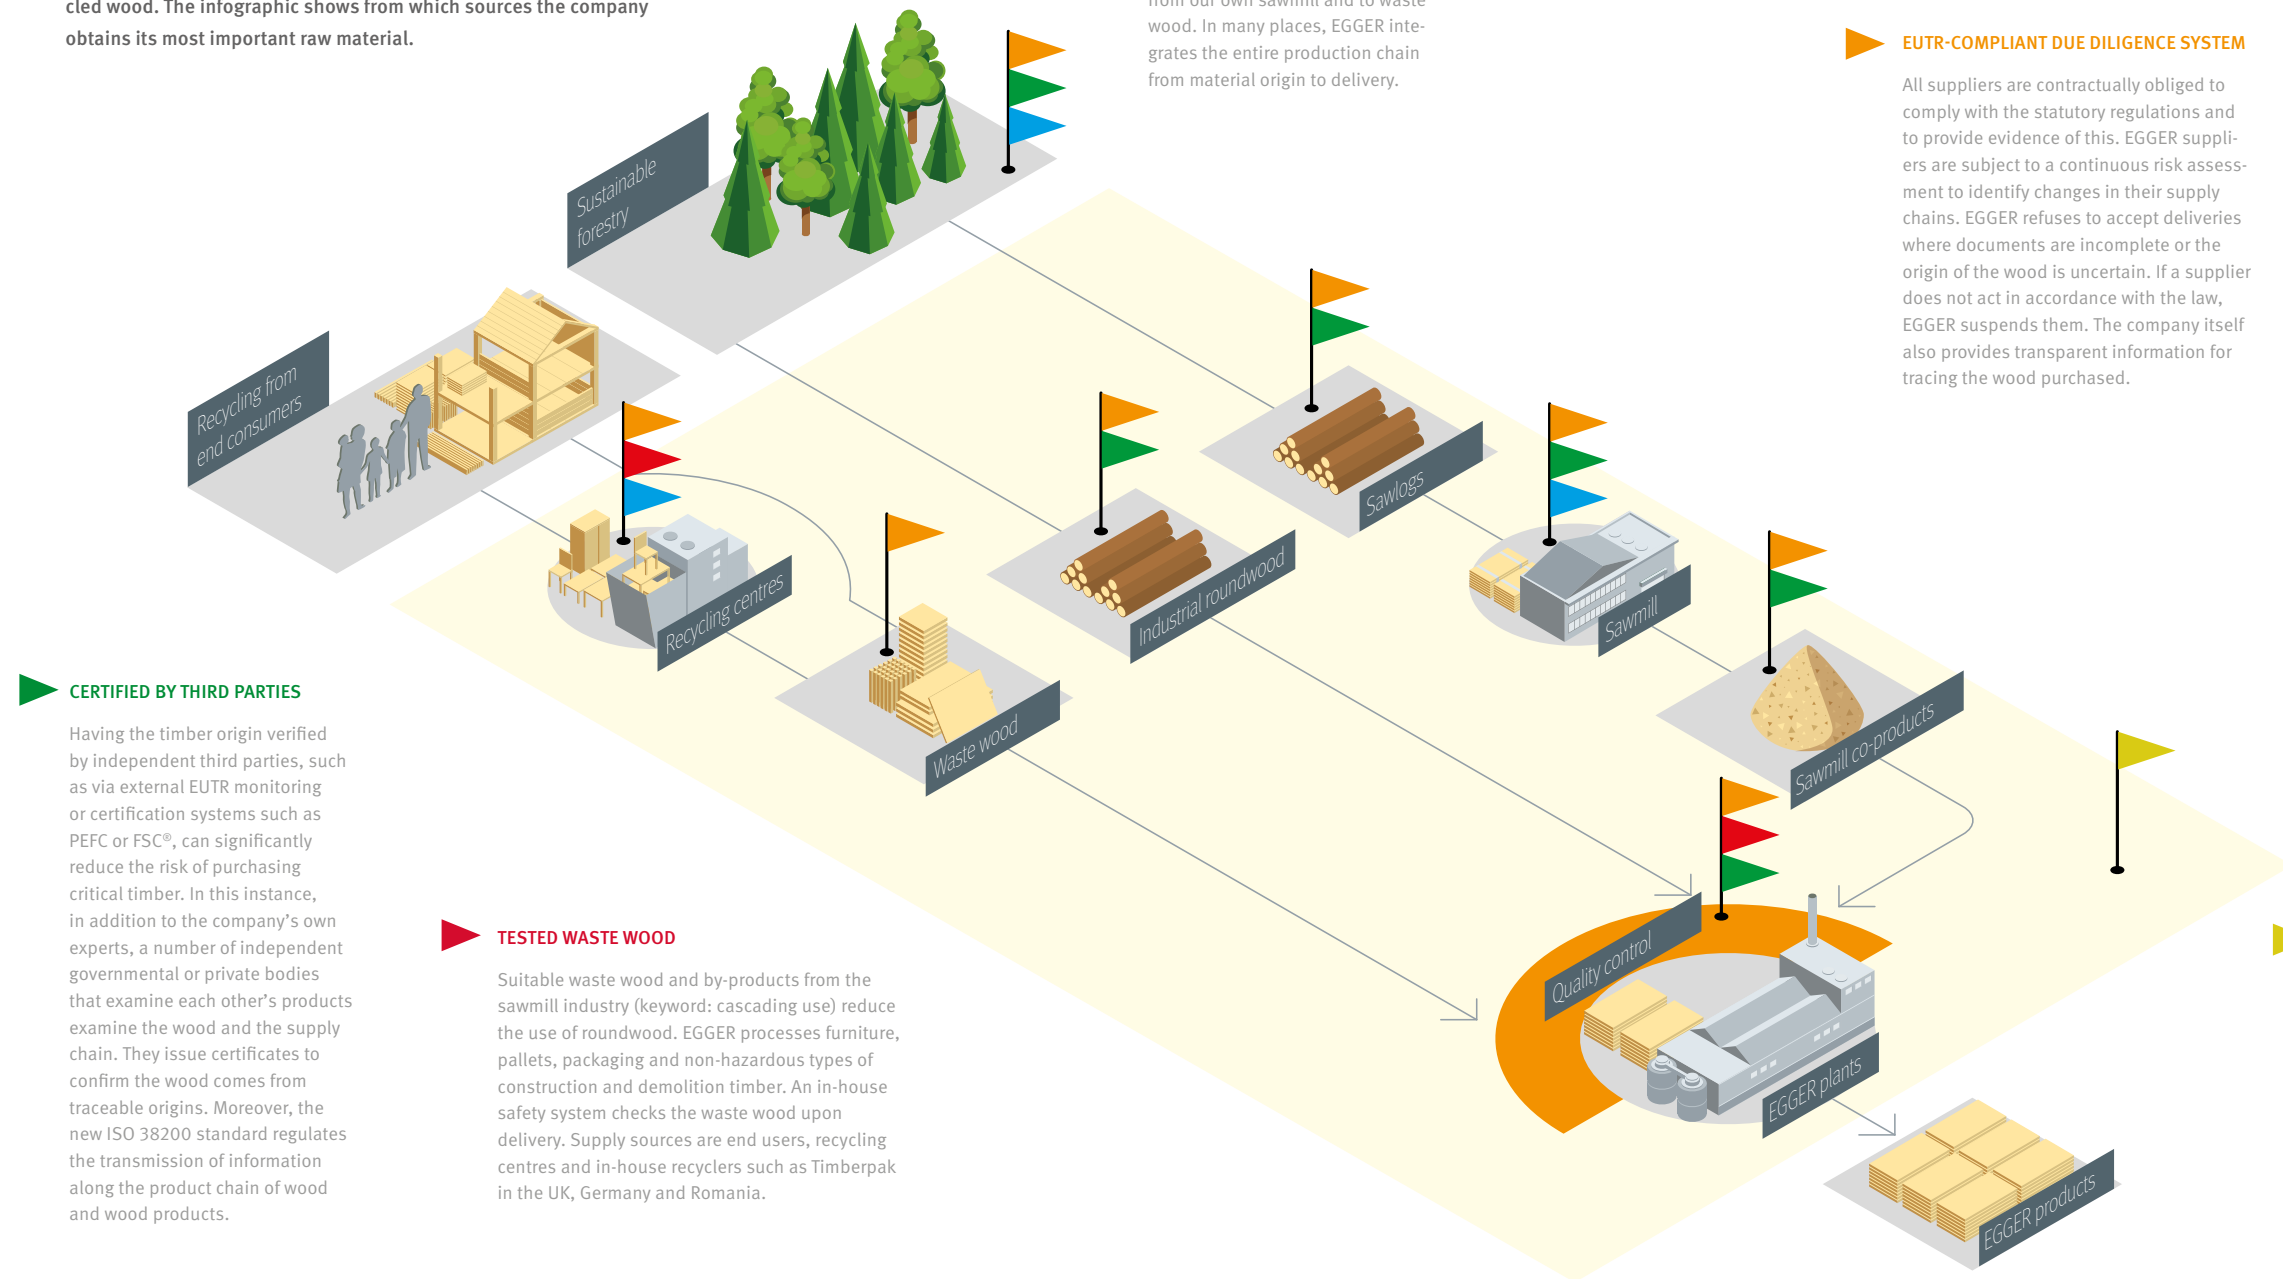 cled wood. The infographic shows from which sources the company
obtains its most important raw material.
from our own sawmill and to waste
wood. In many places, EGGER inte-
grates the entire production chain
from material origin to delivery.
EUTR-COMPLIANT DUE DILIGENCE SYSTEM
All suppliers are contractually obliged to
comply with the statutory regulations and
to provide evidence of this. EGGER suppli-
ers are subject to a continuous risk assess-
ment to identify changes in their supply
chains. EGGER refuses to accept deliveries
where documents are incomplete or the
origin of the wood is uncertain. If a supplier
does not act in accordance with the law,
EGGER suspends them. The company itself
also provides transparent information for
tracing the wood purchased.
Sustainable
forestry
Recycling from
end consumers
Sawlogs
Industrial roundwood
Recycling centres
Sawmill
Waste wood
Sawmill co-products
CERTIFIED BY THIRD PARTIES
Having the timber origin verified
by independent third parties, such
as via external EUTR monitoring
or certification systems such as
PEFC or FSC®, can significantly
reduce the risk of purchasing
critical timber. In this instance,
in addition to the company’s own
experts, a number of independent
governmental or private bodies
that examine each other’s products
examine the wood and the supply
chain. They issue certificates to
confirm the wood comes from
traceable origins. Moreover, the
new ISO 38200 standard regulates
the transmission of information
along the product chain of wood
and wood products.
TESTED WASTE WOOD
Suitable waste wood and by-products from the
sawmill industry (keyword: cascading use) reduce
the use of roundwood. EGGER processes furniture,
pallets, packaging and non-hazardous types of
construction and demolition timber. An in-house
safety system checks the waste wood upon
delivery. Supply sources are end users, recycling
centres and in-house recyclers such as Timberpak
in the UK, Germany and Romania.
Quality control
EGGER plants
EGGER products